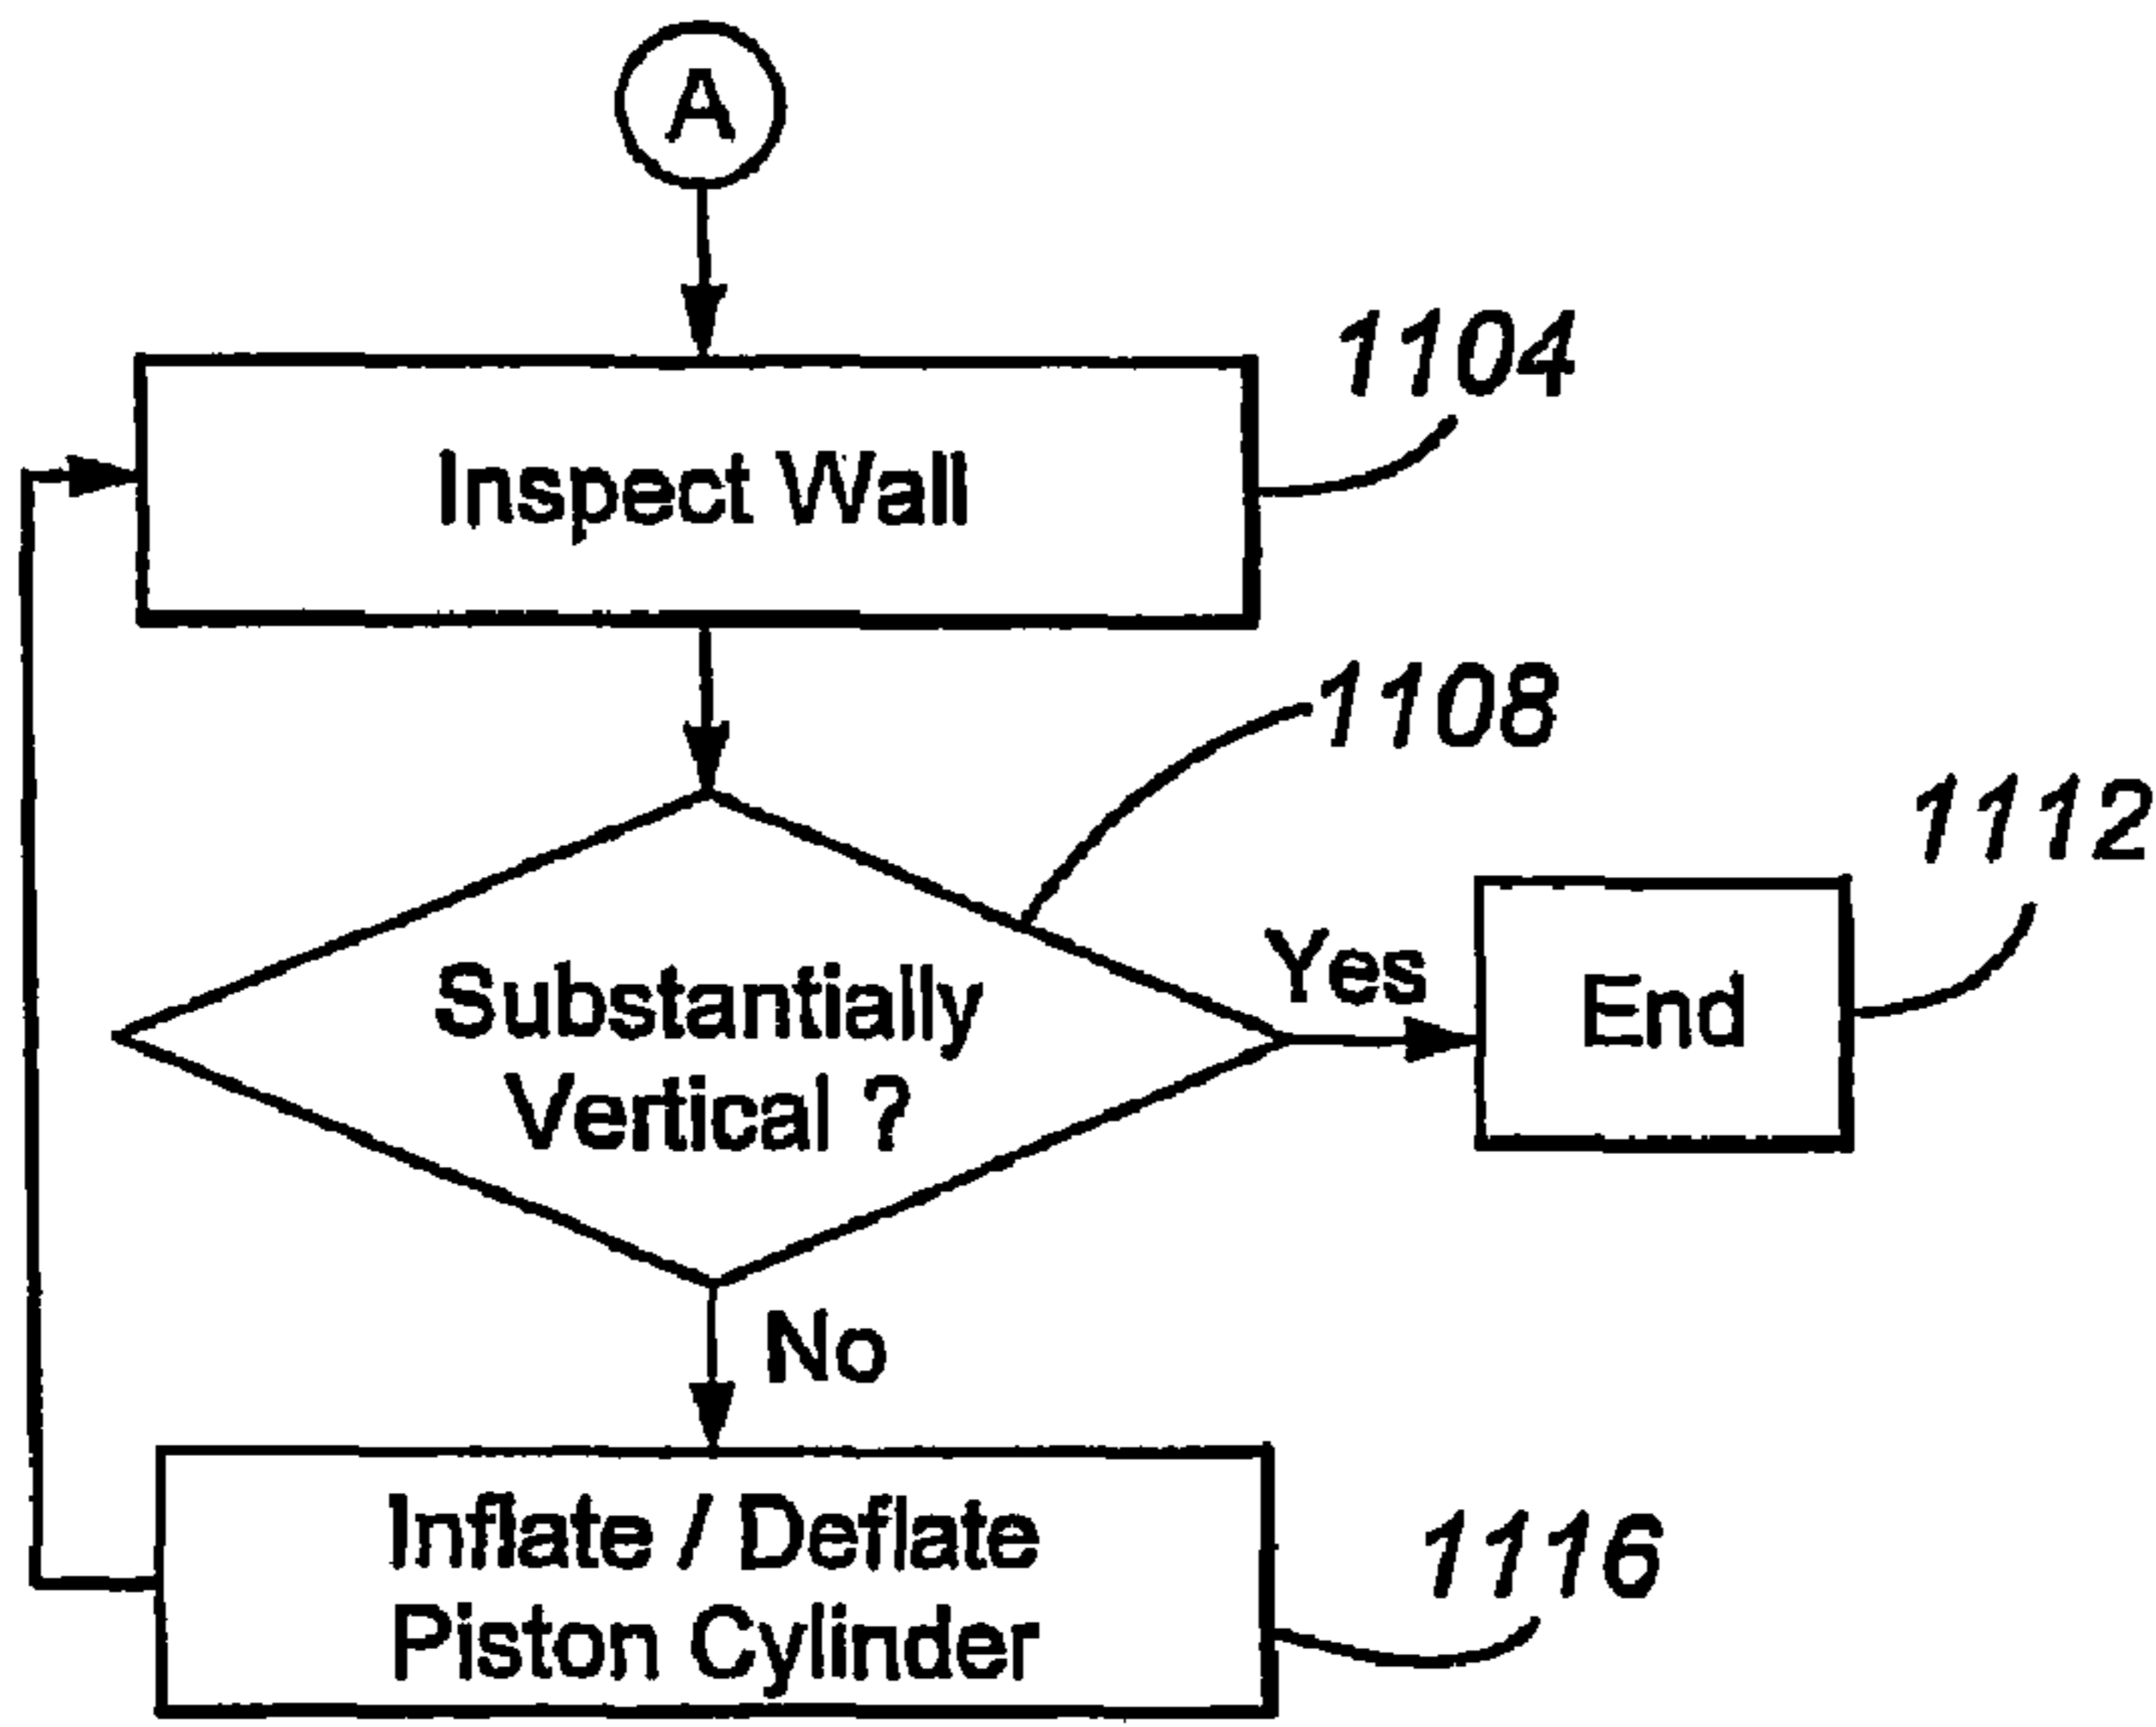 A
1104
Inspect Wall
1108
1112
Substantially
Vertical ?
Yes
End
No
Inflate / Deflate
Piston Cylinder
1116